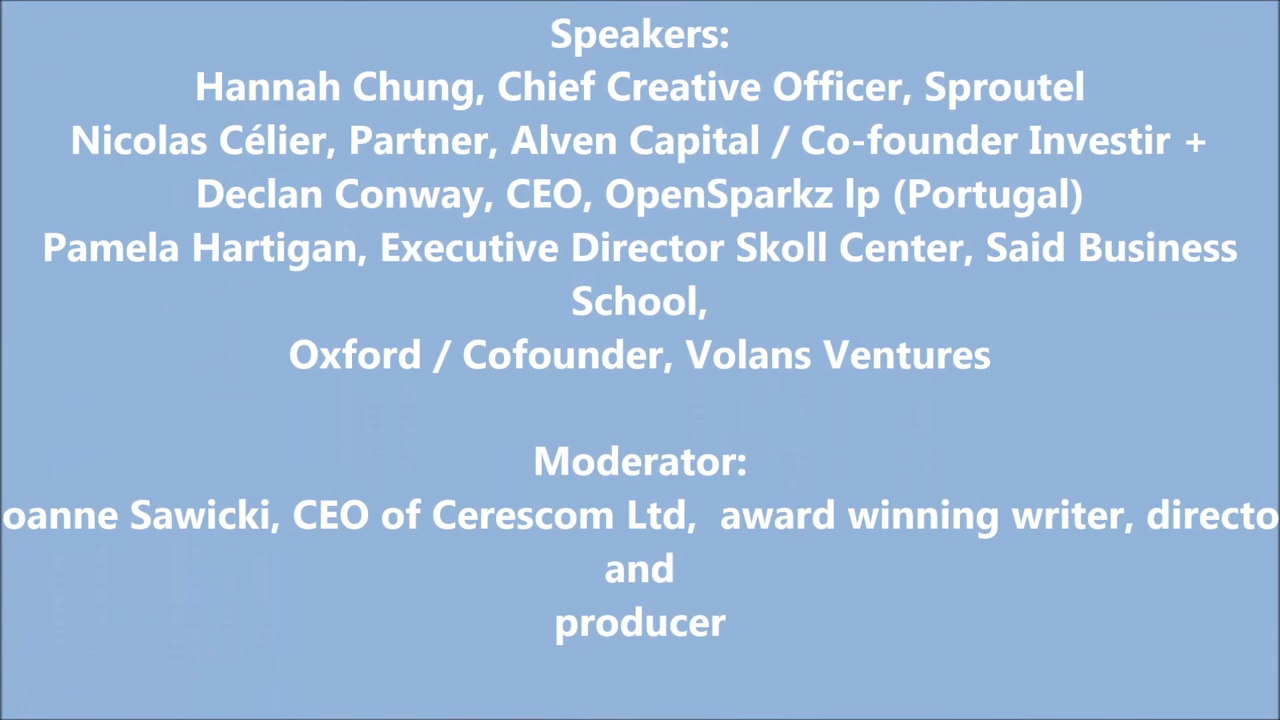 Speakers:
Hannah Chung, Chief Creative Officer, Sproutel
Nicolas Célier, Partner, Alven Capital / Co-founder Investir +
Declan Conway, CEO, OpenSparkz lp (Portugal)
Pamela Hartigan, Executive Director Skoll Center, Said Business
School,
Oxford / Cofounder, Volans Ventures
Moderator:
oanne Sawicki, CEO of Cerescom Ltd,  award winning writer, directo
and
producer